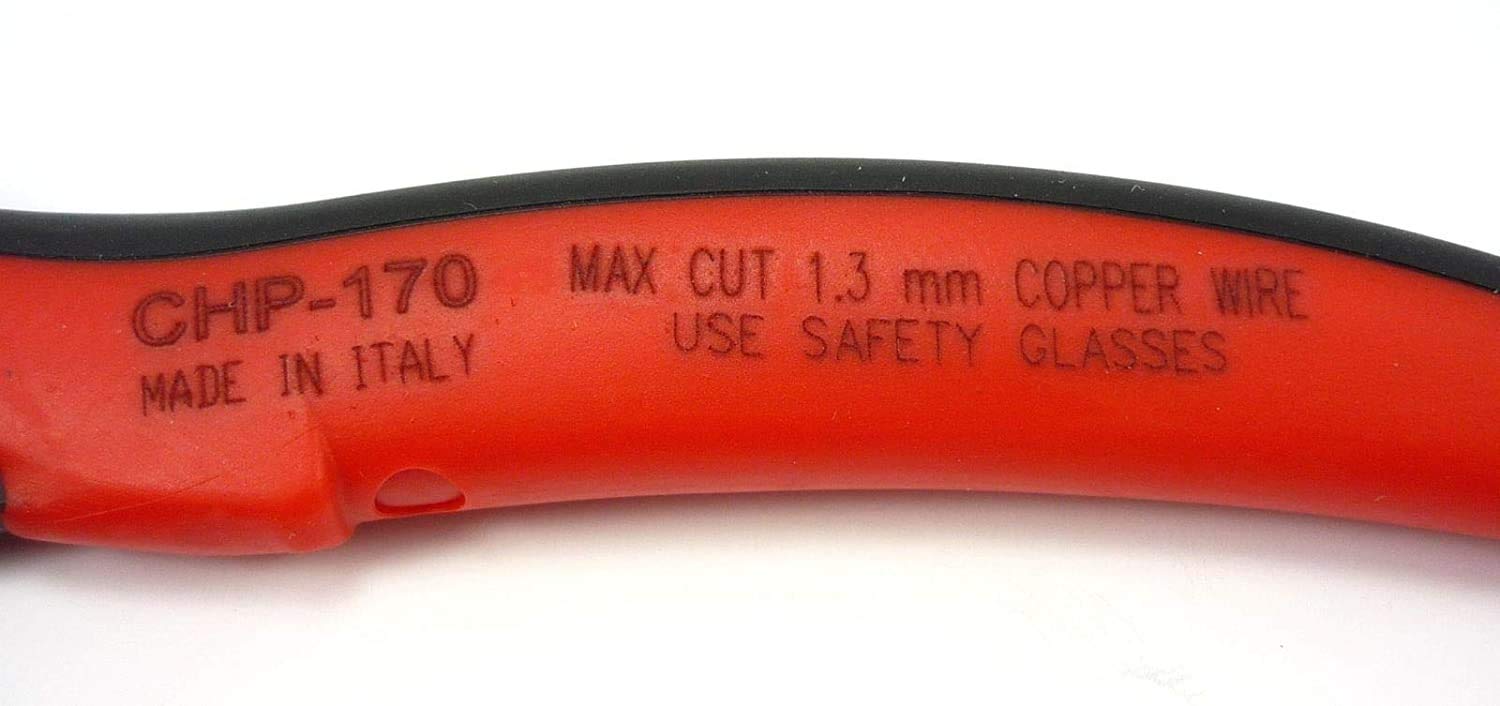 CHP-170
MADE IN ITALY
MAX CUT 1.3 mm COPPER WIRE
USE SAFETY GLASSES